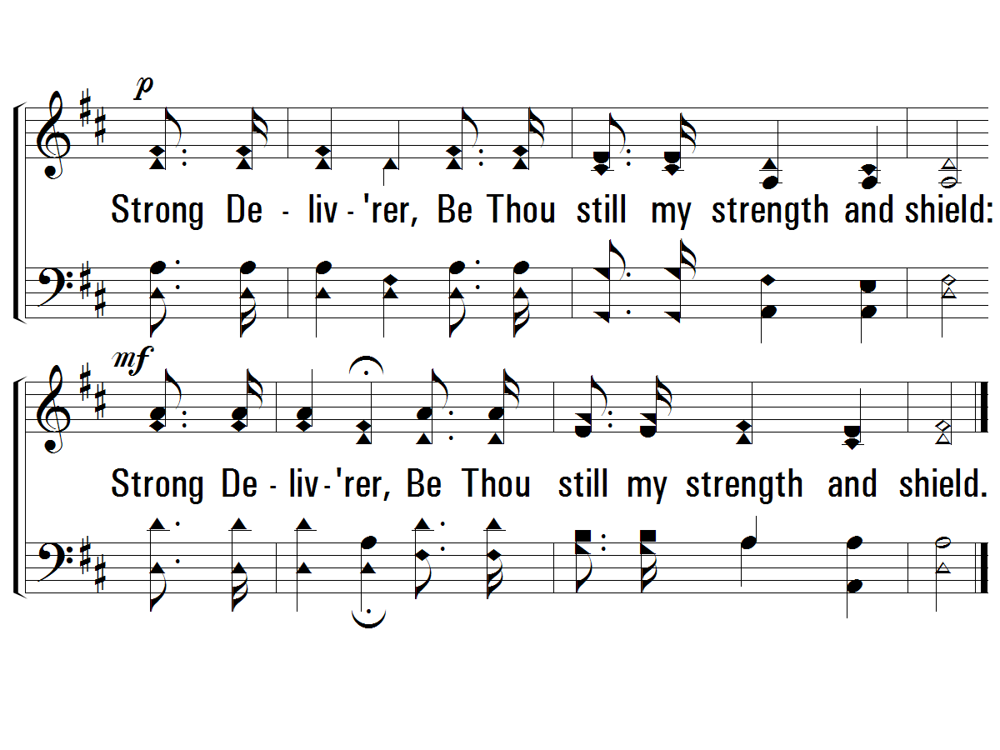 p
Strong De - liv - 'rer, Be Thou still my strength and shield:
mf
Strong De - liv - 'rer, Be Thou still my strength and shield.